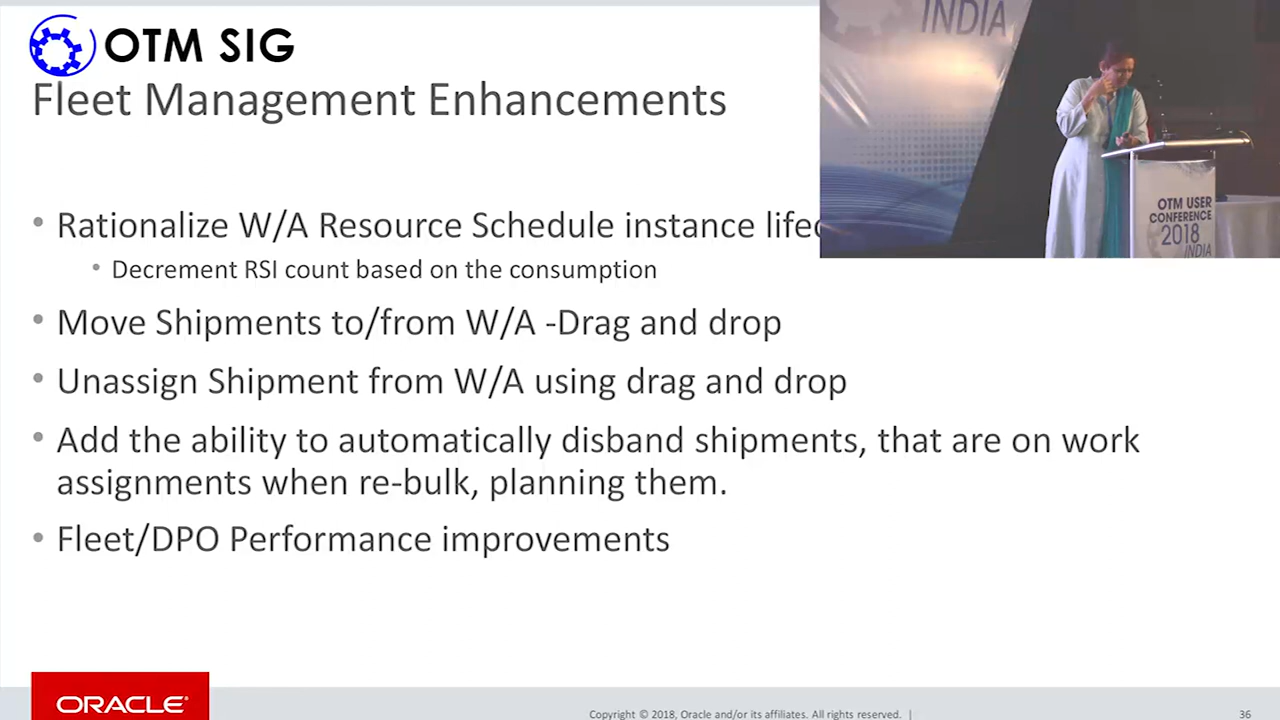 OTM SIG
Fleet Management Enhancements
INDIA
OTM USER
CONFERENCE
2018
INDIA
• Rationalize W/A Resource Schedule instance
• Decrement RSI count based on the consumption
• Move Shipments to/from W/A -Drag and drop
• Unassign Shipment from W/A using drag and drop
• Add the ability to automatically disband shipments, that are on work
assignments when re-bulk, planning them.
• Fleet/DPO Performance improvements
ORACLE®
Copyright © 2018, Oracle and/or its affiliates. All rights reserved. |
36